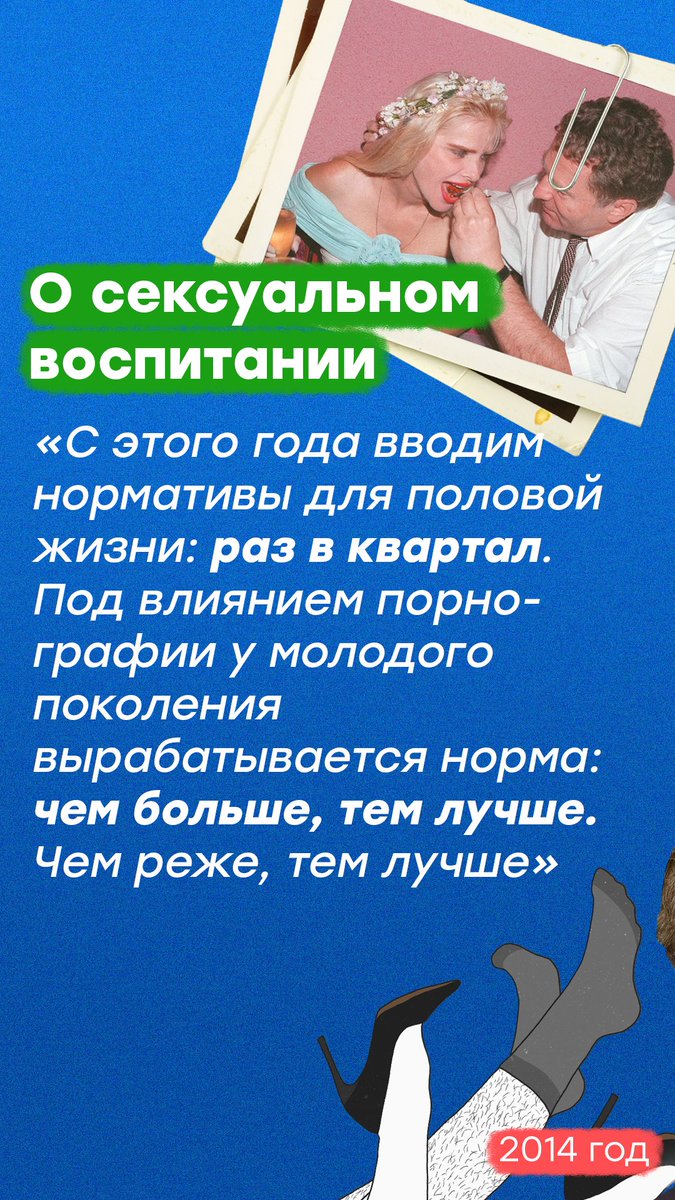 О сексуальном
воспитании
«С этого года вводим
нормативы для половой
жизни: раз в квартал.
Под влиянием порно-
графии у молодого
поколения
вырабатывается норма:
чем больше, тем лучше.
Чем реже, тем лучше»
2014 год